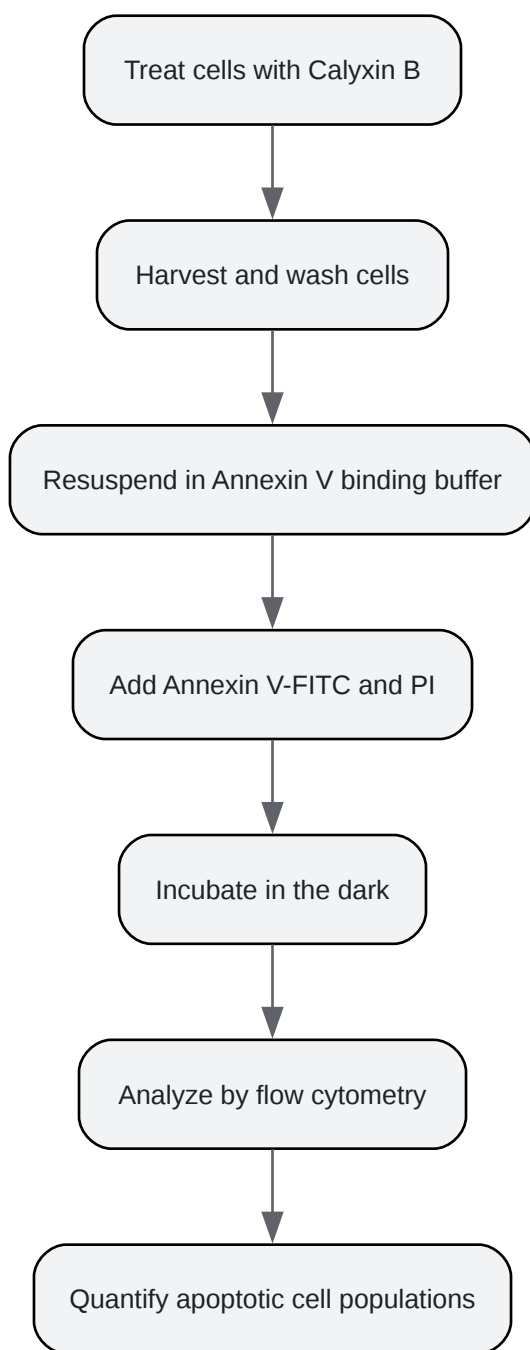 Treat cells with Calyxin B
Harvest and wash cells
Resuspend in Annexin V binding buffer
Add Annexin V-FITC and PI
Incubate in the dark
Analyze by flow cytometry
Quantify apoptotic cell populations